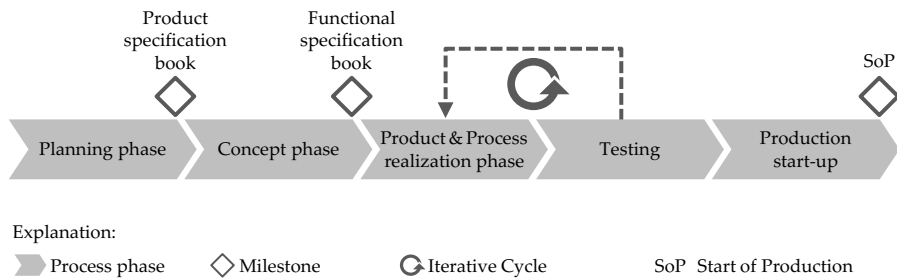 Product
specification
book
Functional
specification
book
SoP
Planning phase
Concept phase
Product & Process
realization phase
Testing
Production
start-up
Explanation:
Process phase
Milestone
Iterative Cycle
SoP Start of Production